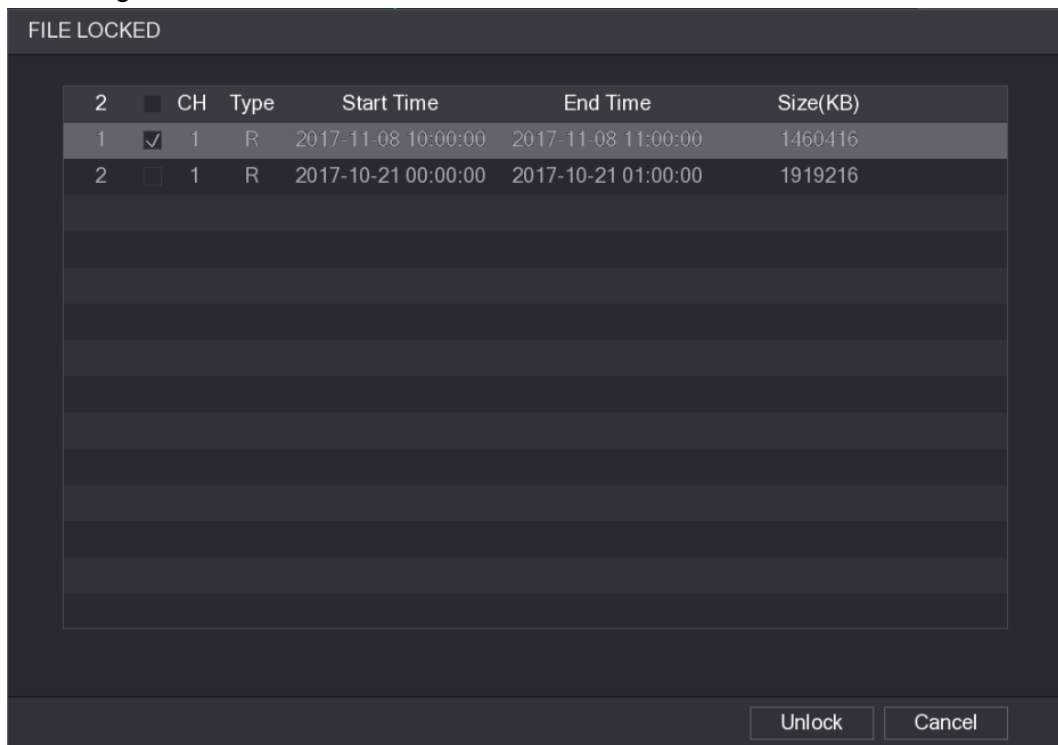 FILE LOCKED
2 CH Type Start Time End Time Size(KB)
1 1 R 2017-11-08 10:00:00 2017-11-08 11:00:00 1460416
2 1 R 2017-10-21 00:00:00 2017-10-21 01:00:00 1919216
Unlock Cancel